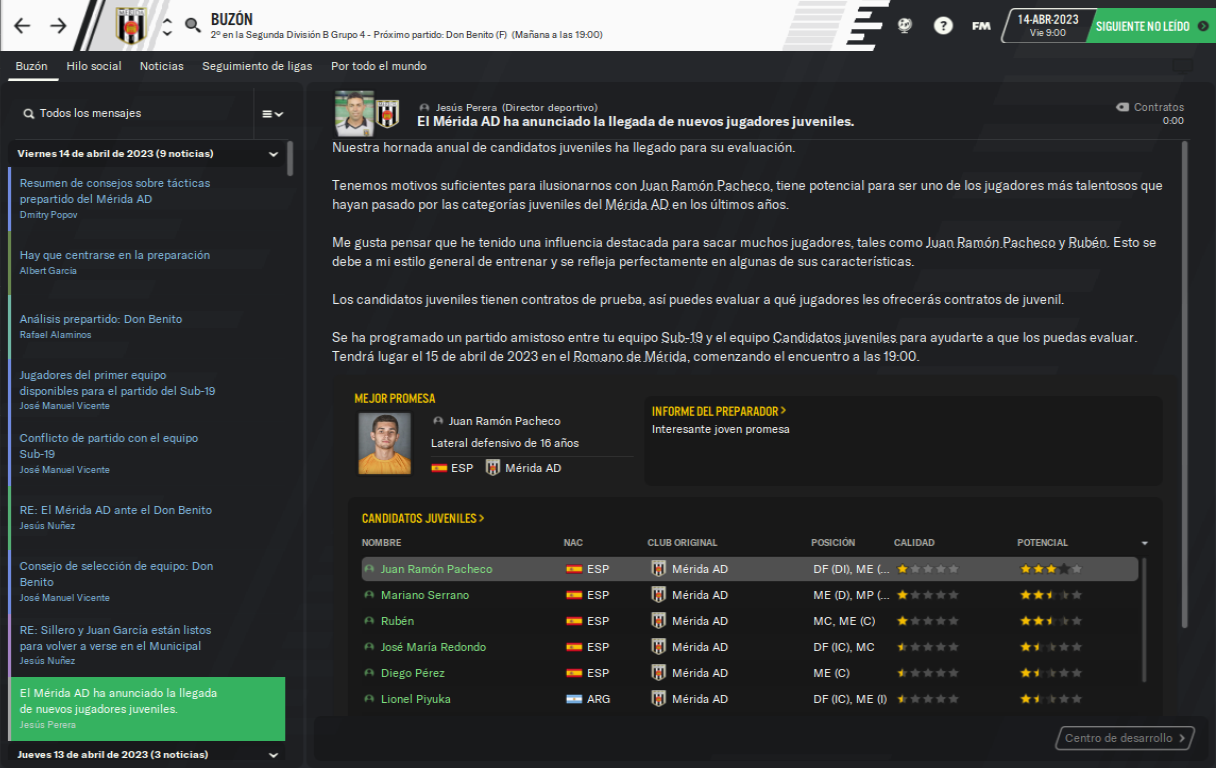 BUZÓN
2º en la Segunda División B Grupo 4 - Próximo partido: Don Benito (F) (Mañana a las 19:00)
?
FM
14-ABR-2023
Vie 9:00
SIGUIENTE NO LEÍDO
Buzón
Hilo social
Noticias
Seguimiento de ligas
Por todo el mundo
Todos los mensajes
Viernes 14 de abril de 2023 (9 noticias)
Resumen de consejos sobre tácticas
prepartido del Mérida AD
Dmitry Popov
Hay que centrarse en la preparación
Albert García
Análisis prepartido: Don Benito
Rafael Alaminos
Jugadores del primer equipo
disponibles para el partido del Sub-19
José Manuel Vicente
Conflicto de partido con el equipo
Sub-19
José Manuel Vicente
RE: El Mérida AD ante el Don Benito
Jesús Nuñez
Consejo de selección de equipo: Don
Benito
José Manuel Vicente
RE: Sillero y Juan García están listos
para volver a verse en el Municipal
Jesús Nuñez
El Mérida AD ha anunciado la llegada
de nuevos jugadores juveniles.
Jesús Perera
Jueves 13 de abril de 2023 (3 noticias)
Jesús Perera (Director deportivo)
El Mérida AD ha anunciado la llegada de nuevos jugadores juveniles.
Contratos
0:00
Nuestra hornada anual de candidatos juveniles ha llegado para su evaluación.
Tenemos motivos suficientes para ilusionarnos con Juan Ramón Pacheco, tiene potencial para ser uno de los jugadores más talentosos que
hayan pasado por las categorías juveniles del Mérida AD en los últimos años.
Me gusta pensar que he tenido una influencia destacada para sacar muchos jugadores, tales como Juan Ramón Pacheco y Rubén. Esto se
debe a mi estilo general de entrenar y se refleja perfectamente en algunas de sus características.
Los candidatos juveniles tienen contratos de prueba, así puedes evaluar a qué jugadores les ofrecerás contratos de juvenil.
Se ha programado un partido amistoso entre tu equipo Sub-19 y el equipo Candidatos juveniles para ayudarte a que los puedas evaluar.
Tendrá lugar el 15 de abril de 2023 en el Romano de Mérida, comenzando el encuentro a las 19:00.
MEJOR PROMESA
Juan Ramón Pacheco
Lateral defensivo de 16 años
ESP Mérida AD
INFORME DEL PREPARADOR >
Interesante joven promesa
CANDIDATOS JUVENILES >
NOMBRE NAC CLUB ORIGINAL POSICIÓN CALIDAD POTENCIAL
Juan Ramón Pacheco ESP Mérida AD DF (DI), ME (...
Mariano Serrano ESP Mérida AD ME (D), MP (...
Rubén ESP Mérida AD MC, ME (C)
José María Redondo ESP Mérida AD DF (IC), MC
Diego Pérez ESP Mérida AD ME (C)
Lionel Piyuka ARG Mérida AD DF (IC), ME (I)
Centro de desarrollo >